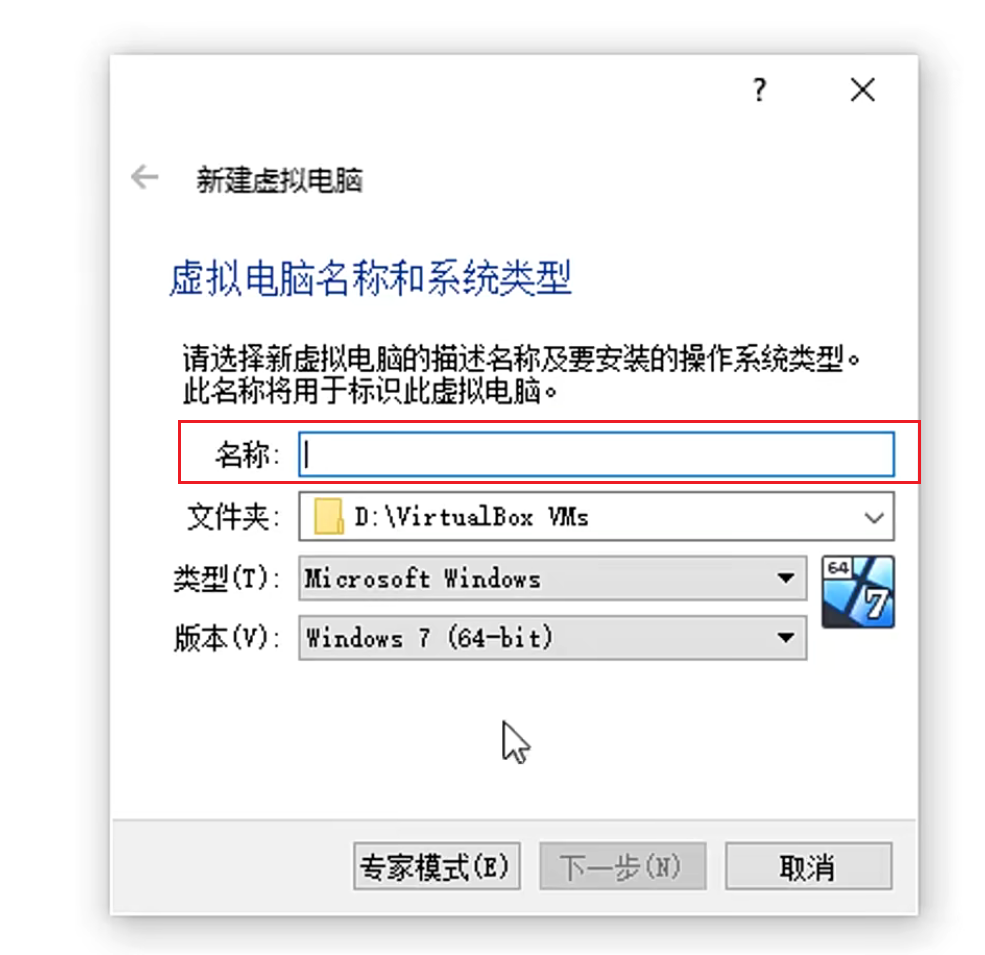 ?
新建虚拟电脑
虚拟电脑名称和系统类型
请选择新虚拟电脑的描述名称及要安装的操作系统类型。
此名称将用于标识此虚拟电脑。
名称:
文件夹: D:\VirtualBox VMs
类型(T): Microsoft Windows
64
7
版本(V): Windows 7 (64-bit)
专家模式(E) 下一步(N) 取消